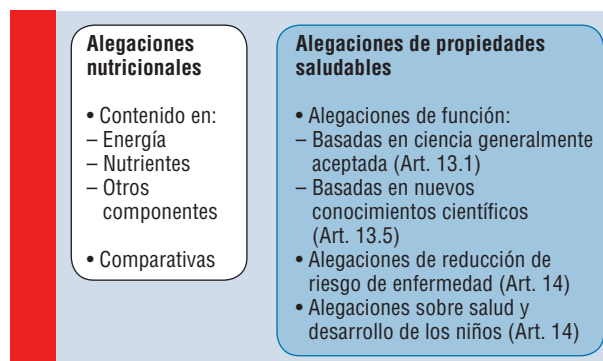 Alegaciones
nutricionales
• Contenido en:
– Energía
– Nutrientes
– Otros
componentes
• Comparativas
Alegaciones de propiedades
saludables
• Alegaciones de función:
– Basadas en ciencia generalmente
aceptada (Art. 13.1)
– Basadas en nuevos
conocimientos científicos
(Art. 13.5)
• Alegaciones de reducción de
riesgo de enfermedad (Art. 14)
• Alegaciones sobre salud y
desarrollo de los niños (Art. 14)